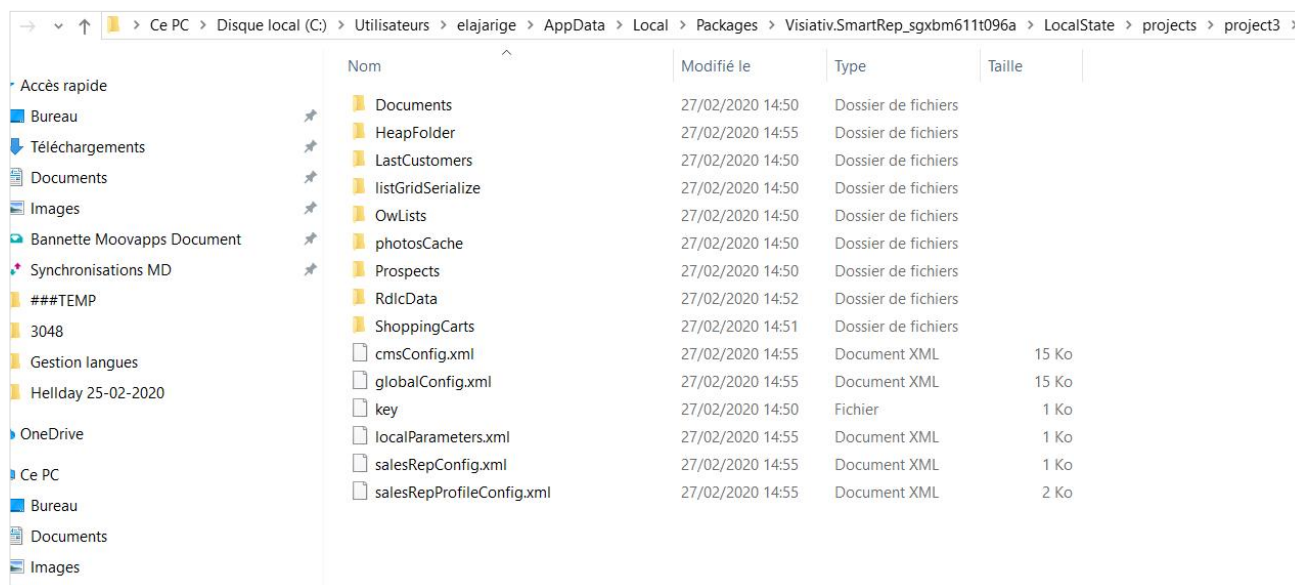 Ce PC > Disque local (C:) > Utilisateurs > elajarige > AppData > Local > Packages > Visiativ.SmartRep_sgxbm611t096a > LocalState > projects > project3 >
Accès rapide
Bureau
Téléchargements
Documents
Images
Bannette Moovapps Document
Synchronisations MD
###TEMP
3048
Gestion langues
Hellday 25-02-2020
OneDrive
Ce PC
Bureau
Documents
Images
Nom Modifié le Type Taille
Documents 27/02/2020 14:50 Dossier de fichiers
HeapFolder 27/02/2020 14:55 Dossier de fichiers
LastCustomers 27/02/2020 14:50 Dossier de fichiers
listGridSerialize 27/02/2020 14:50 Dossier de fichiers
OwLists 27/02/2020 14:50 Dossier de fichiers
photosCache 27/02/2020 14:50 Dossier de fichiers
Prospects 27/02/2020 14:50 Dossier de fichiers
RdlcData 27/02/2020 14:52 Dossier de fichiers
ShoppingCarts 27/02/2020 14:51 Dossier de fichiers
cmsConfig.xml 27/02/2020 14:55 Document XML 15 Ko
globalConfig.xml 27/02/2020 14:55 Document XML 15 Ko
key 27/02/2020 14:50 Fichier 1 Ko
localParameters.xml 27/02/2020 14:55 Document XML 1 Ko
salesRepConfig.xml 27/02/2020 14:55 Document XML 1 Ko
salesRepProfileConfig.xml 27/02/2020 14:55 Document XML 2 Ko